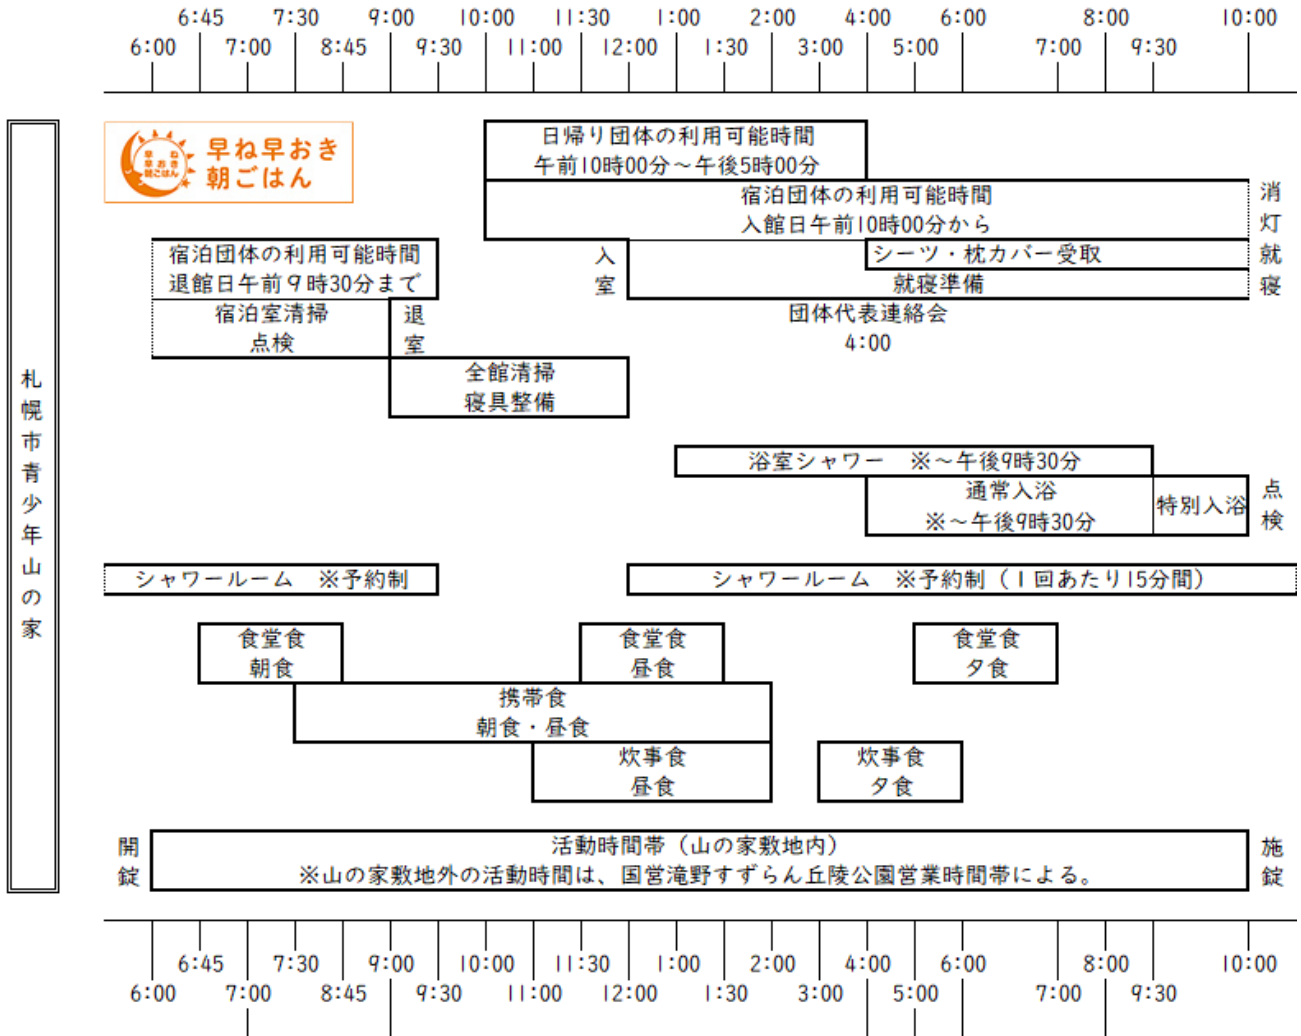 6:45 7:30 9:00 10:00 11:30 1:00 2:00 4:00 6:00 8:00 10:00
6:00 7:00 8:45 9:30 11:00 12:00 1:30 3:00 5:00 7:00 9:30
札幌市青少年山の家
早ね
早おき
朝ごはん
早ね早おき
朝ごはん
日帰り団体の利用可能時間
午前10時00分～午後5時00分
宿泊団体の利用可能時間
入館日午前10時00分から
消灯就寝
宿泊団体の利用可能時間
退館日午前9時30分まで
入室
シーツ・枕カバー受取
就寝準備
宿泊室清掃
点検
退室
団体代表連絡会
4:00
全館清掃
寝具整備
浴室シャワー ※～午後9時30分
通常入浴
※～午後9時30分
特別入浴
点検
シャワールーム ※予約制
シャワールーム ※予約制（1回あたり15分間）
食堂食
朝食
食堂食
昼食
食堂食
夕食
携帯食
朝食・昼食
炊事食
昼食
炊事食
夕食
開錠
活動時間帯（山の家敷地内）
※山の家敷地外の活動時間は、国営滝野すずらん丘陵公園営業時間帯による。
施錠
6:45 7:30 9:00 10:00 11:30 1:00 2:00 4:00 6:00 8:00 10:00
6:00 7:00 8:45 9:30 11:00 12:00 1:30 3:00 5:00 7:00 9:30